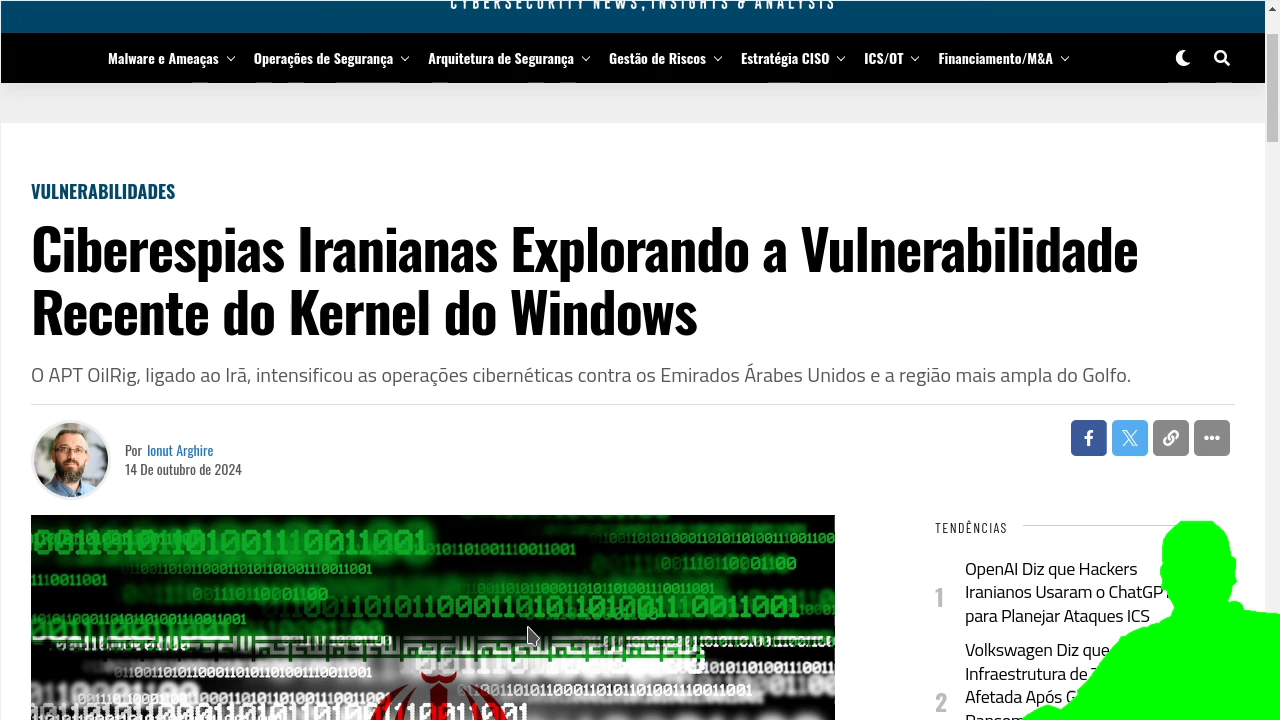 CYBERSECURITY NEWS, INSIGHTS & ANALYSIS
Malware e Ameaças
Operações de Segurança
Arquitetura de Segurança
Gestão de Riscos
Estratégia CISO
ICS/OT
Financiamento/M&A
VULNERABILIDADES
Ciberespias Iranianas Explorando a Vulnerabilidade
Recente do Kernel do Windows
O APT OilRig, ligado ao Irã, intensificou as operações cibernéticas contra os Emirados Árabes Unidos e a região mais ampla do Golfo.
Por Ionut Arghire
14 De outubro de 2024
TENDÊNCIAS
1
OpenAI Diz que Hackers
Iranianos Usaram o
para Planejar Ataques ICS
2
Volkswagen Diz que
Infraestrutura de
Afetada Após